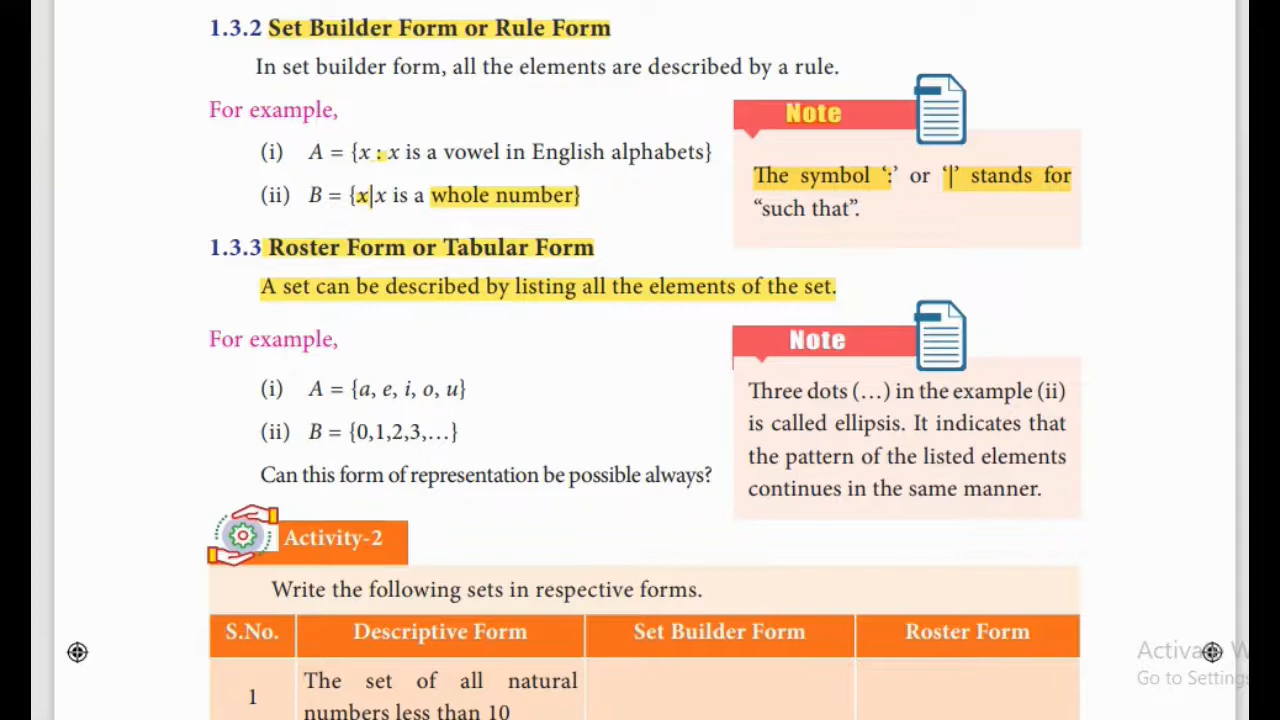 1.3.2 Set Builder Form or Rule Form
In set builder form, all the elements are described by a rule.
For example,
(i) A = {x : x is a vowel in English alphabets}
(ii) B = {x|x is a whole number}
Note
The symbol ‘:’ or ‘|’ stands for
“such that”.
1.3.3 Roster Form or Tabular Form
A set can be described by listing all the elements of the set.
For example,
(i) A = {a, e, i, o, u}
(ii) B = {0,1,2,3,…}
Can this form of representation be possible always?
Note
Three dots (…) in the example (ii)
is called ellipsis. It indicates that
the pattern of the listed elements
continues in the same manner.
Activity-2
Write the following sets in respective forms.
S.No. Descriptive Form Set Builder Form Roster Form
1 The set of all natural
numbers less than 10
Go to Settings